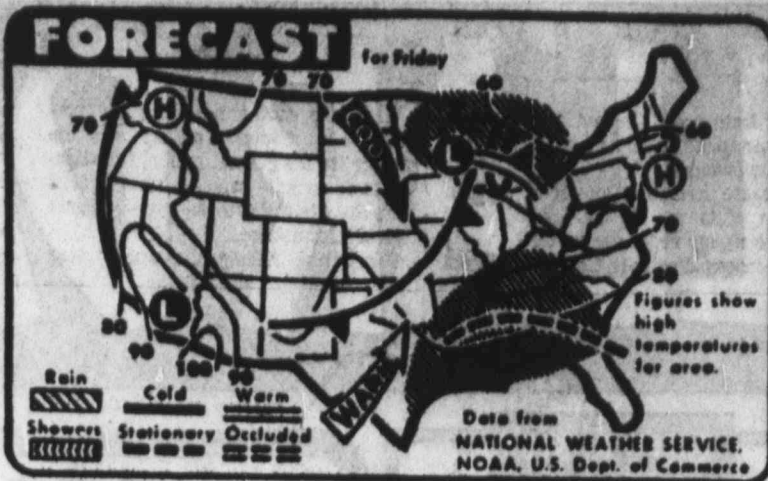 FORECAST
for Friday
70 70
60
70
H
COOL
L
60
H
70
80
L
80
90
100
90
WARM
Figures show
high
temperatures
for area.
Rain
Cold Warm
Showers Stationary Occluded
Data from
NATIONAL WEATHER SERVICE,
NOAA, U.S. Dept. of Commerce